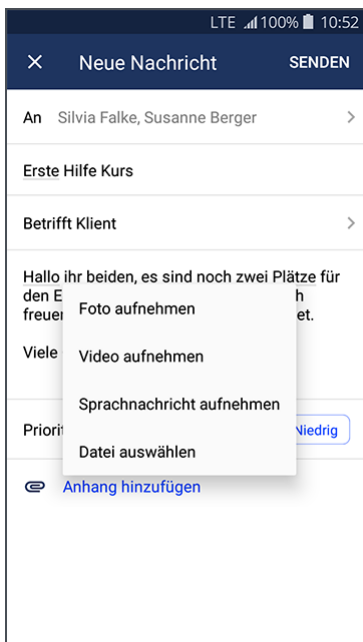 LTE 100% 10:52
Neue Nachricht SENDEN
An Silvia Falke, Susanne Berger
Erste Hilfe Kurs
Betrifft Klient
Hallo ihr beiden, es sind noch zwei Plätze für
den E h
freuer et.
Viele
Foto aufnehmen
Video aufnehmen
Sprachnachricht aufnehmen
Datei auswählen
Priorit Niedrig
Anhang hinzufügen